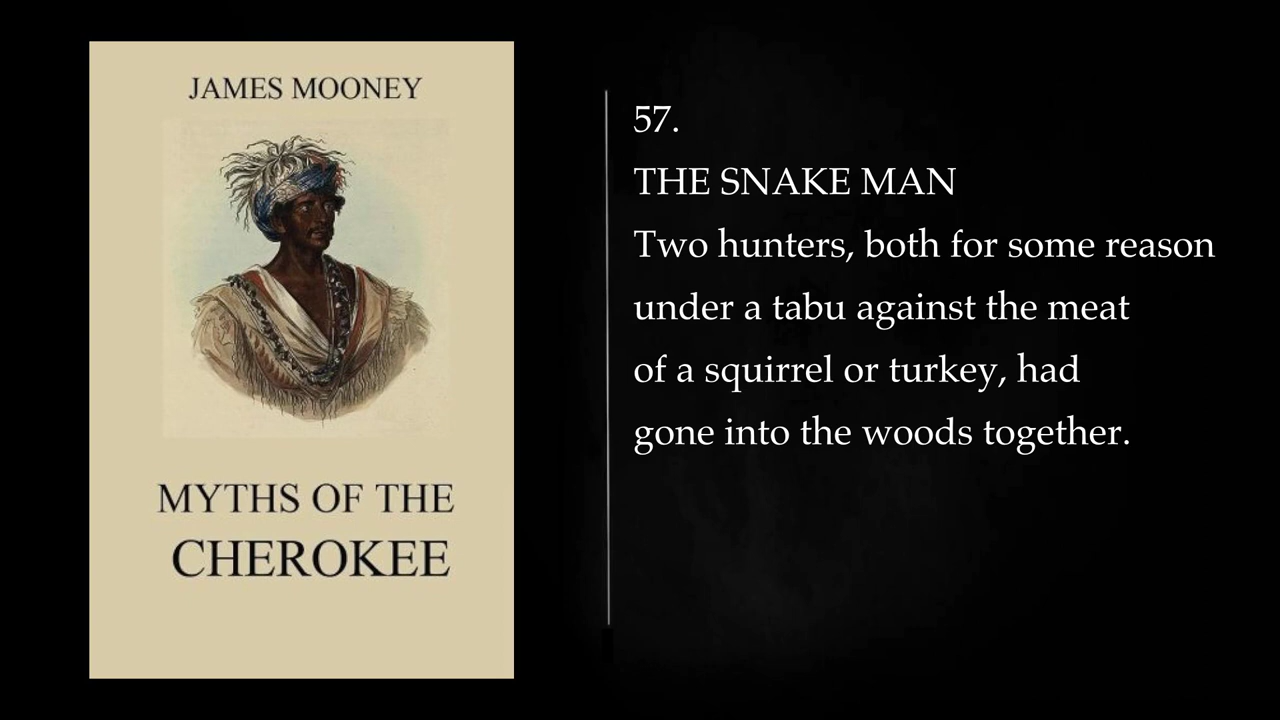 JAMES MOONEY
MYTHS OF THE
CHEROKEE
57.
THE SNAKE MAN
Two hunters, both for some reason
under a tabu against the meat
of a squirrel or turkey, had
gone into the woods together.